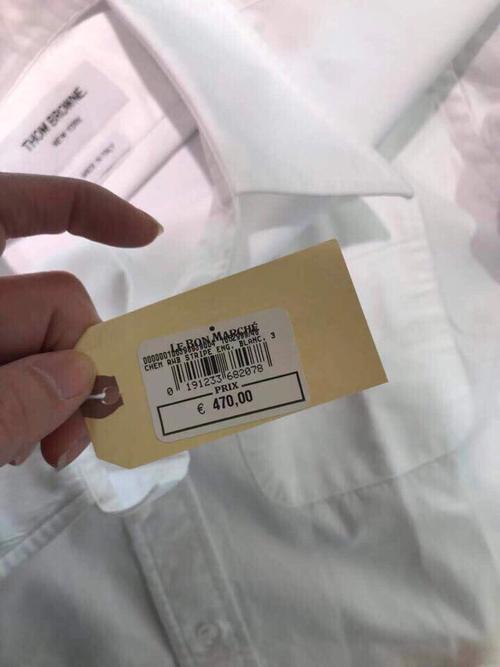 THOM BROWNE.
NEW YORK
MADE IN ITALY
LE BON MARCHÉ
CHEM RWB STRIPE ENG. BLANC. 3
0 191233 682078
PRIX
€ 470,00